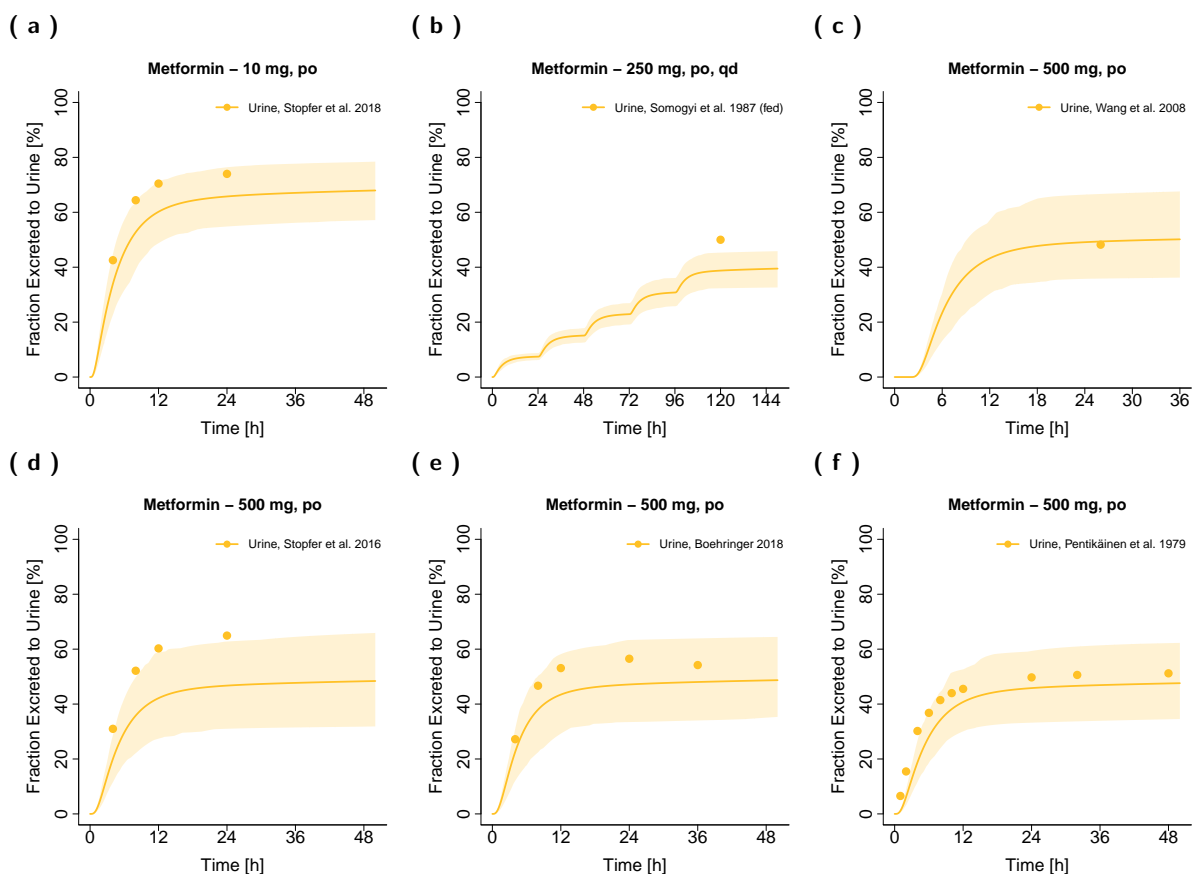 ( a )
Metformin – 10 mg, po
Urine, Stopfer et al. 2018
Fraction Excreted to Urine [%]
0 20 40 60 80 100
0 12 24 36 48
Time [h]
( b )
Metformin – 250 mg, po, qd
Urine, Somogyi et al. 1987 (fed)
Fraction Excreted to Urine [%]
0 20 40 60 80 100
0 24 48 72 96 120 144
Time [h]
( c )
Metformin – 500 mg, po
Urine, Wang et al. 2008
Fraction Excreted to Urine [%]
0 20 40 60 80 100
0 6 12 18 24 30 36
Time [h]
( d )
Metformin – 500 mg, po
Urine, Stopfer et al. 2016
Fraction Excreted to Urine [%]
0 20 40 60 80 100
0 12 24 36 48
Time [h]
( e )
Metformin – 500 mg, po
Urine, Boehringer 2018
Fraction Excreted to Urine [%]
0 20 40 60 80 100
0 12 24 36 48
Time [h]
( f )
Metformin – 500 mg, po
Urine, Pentikäinen et al. 1979
Fraction Excreted to Urine [%]
0 20 40 60 80 100
0 12 24 36 48
Time [h]